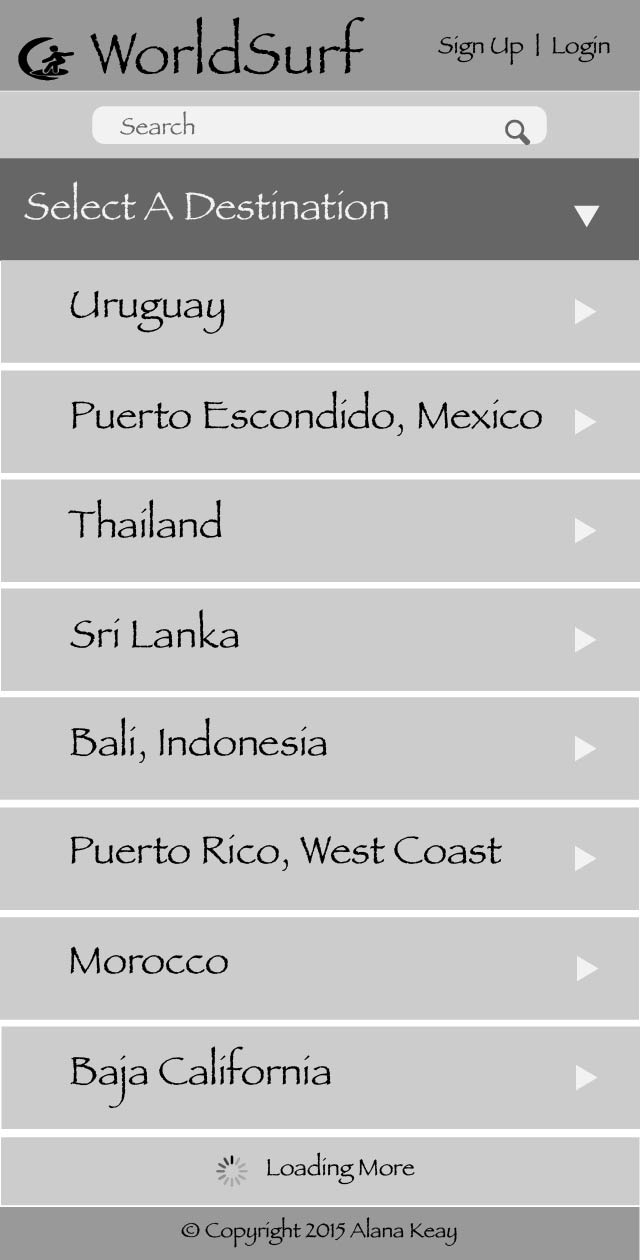 WorldSurf
Sign Up | Login
Search
Select A Destination
Uruguay
Puerto Escondido, Mexico
Thailand
Sri Lanka
Bali, Indonesia
Puerto Rico, West Coast
Morocco
Baja California
Loading More
© Copyright 2015 Alana Keay